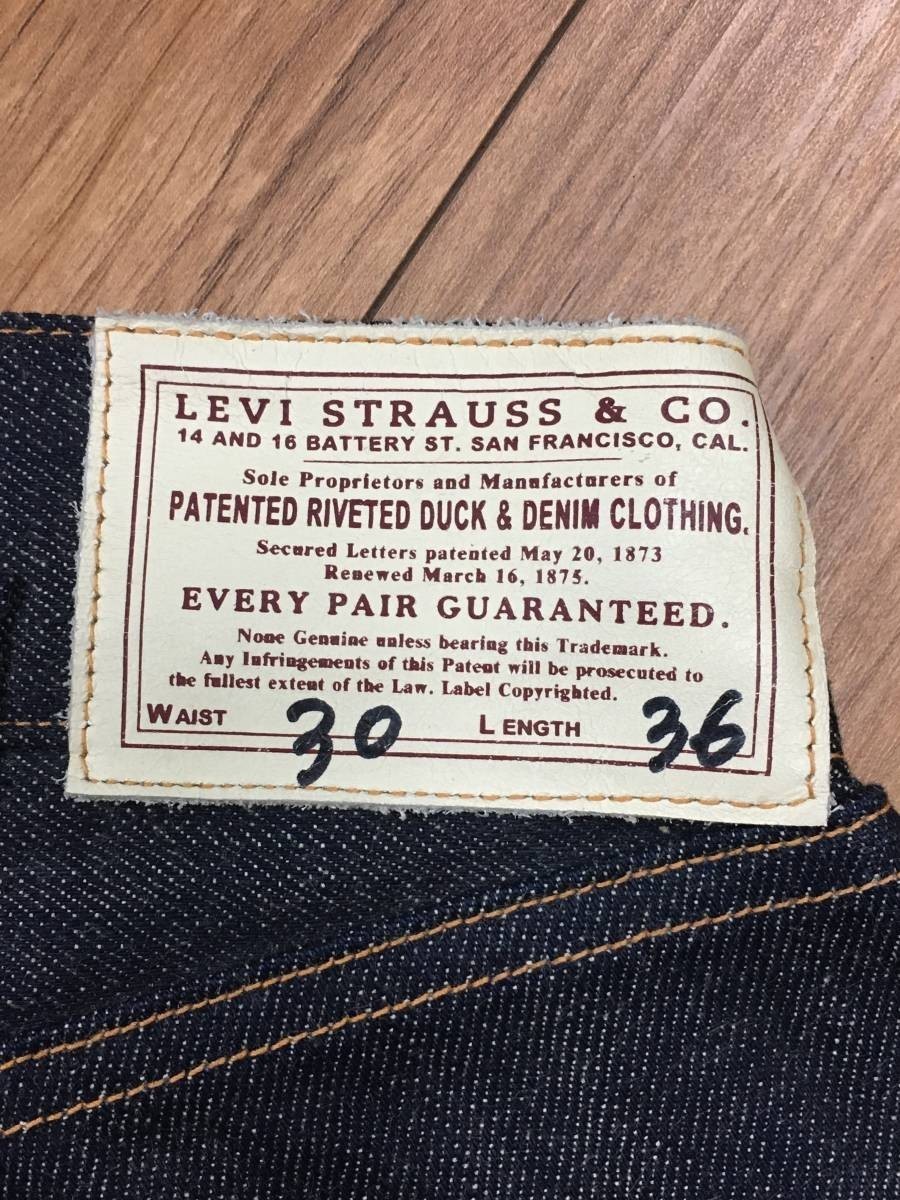 LEVI STRAUSS & CO.
14 AND 16 BATTERY ST. SAN FRANCISCO, CAL.
Sole Proprietors and Manufacturers of
PATENTED RIVETED DUCK & DENIM CLOTHING.
Secured Letters patented May 20, 1873
Renewed March 16, 1875.
EVERY PAIR GUARANTEED.
None Genuine unless bearing this Trademark.
Any Infringements of this Patent will be prosecuted to
the fullest extent of the Law. Label Copyrighted.
WAIST 30 LENGTH 36